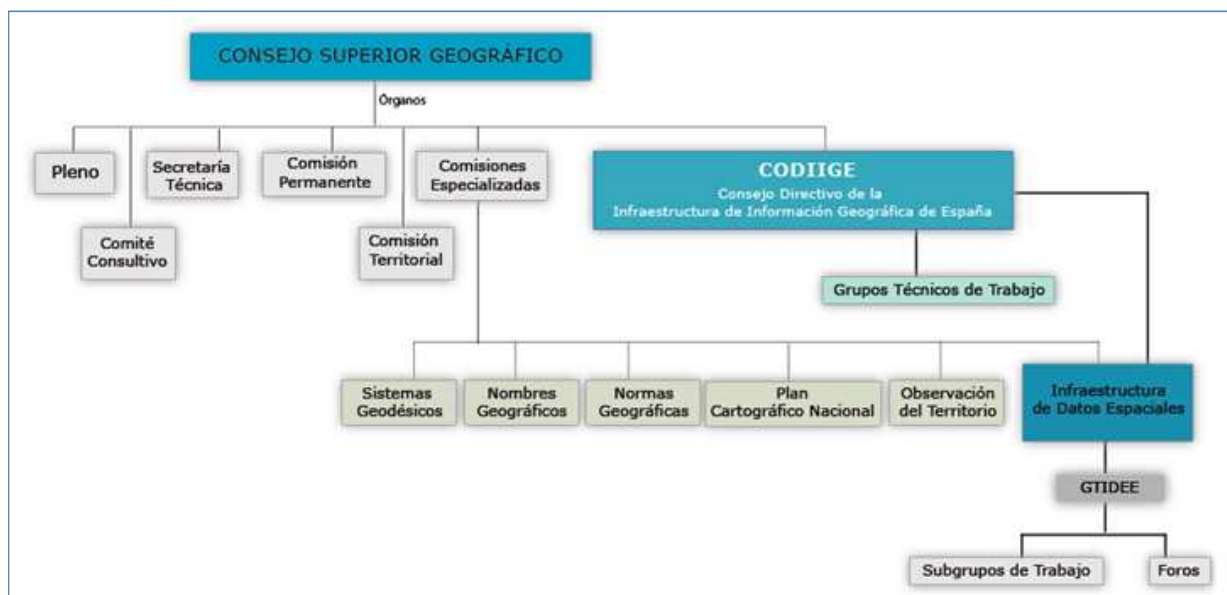 CONSEJO SUPERIOR GEOGRÁFICO
Órganos
Pleno
Comité
Consultivo
Secretaría
Técnica
Comisión
Permanente
Comisión
Territorial
Comisiones
Especializadas
CODIIGE
Consejo Directivo de la
Infraestructura de Información Geográfica de España
Grupos Técnicos de Trabajo
Sistemas
Geodésicos
Nombres
Geográficos
Normas
Geográficas
Plan
Cartográfico Nacional
Observación
del Territorio
Infraestructura
de Datos Espaciales
GTIDEE
Subgrupos de Trabajo
Foros